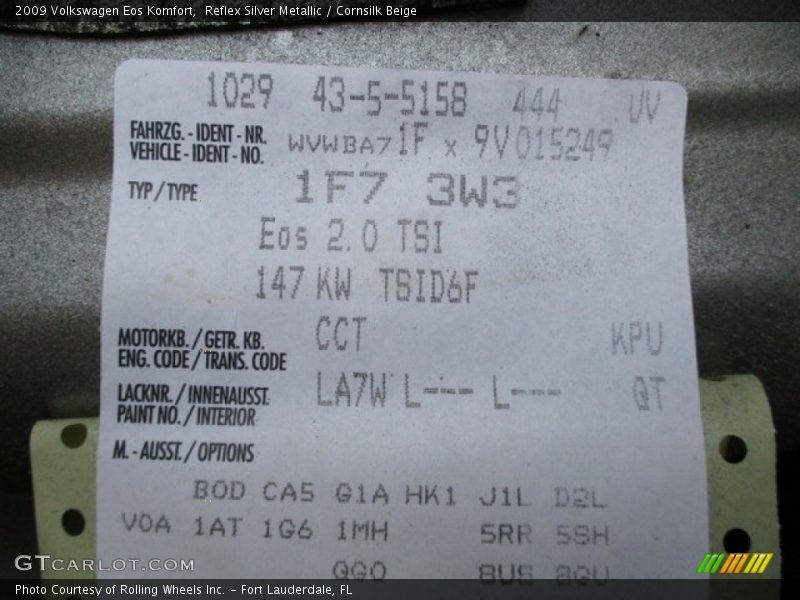 2009 Volkswagen Eos Komfort, Reflex Silver Metallic / Cornsilk Beige
1029 43-5-5158 444 UV
FAHRZG. - IDENT - NR.
VEHICLE - IDENT - NO. WVWBA71F x 9V015249
TYP / TYPE 1F7 3W3
Eos 2.0 TSI
147 KW TSID6F
MOTORKB. / GETR. KB. CCT KPU
ENG. CODE / TRANS. CODE
LACKNR. / INNENAUSST. LA7W L--- L--- QT
PAINT NO. / INTERIOR
M. - AUSST. / OPTIONS
B0D CA5 G1A HK1 J1L D2L
V0A 1AT 1G6 1MH 5RR 5SH
QG0 8US 8GU
GTCARLOT.COM
Photo Courtesy of Rolling Wheels Inc. – Fort Lauderdale, FL